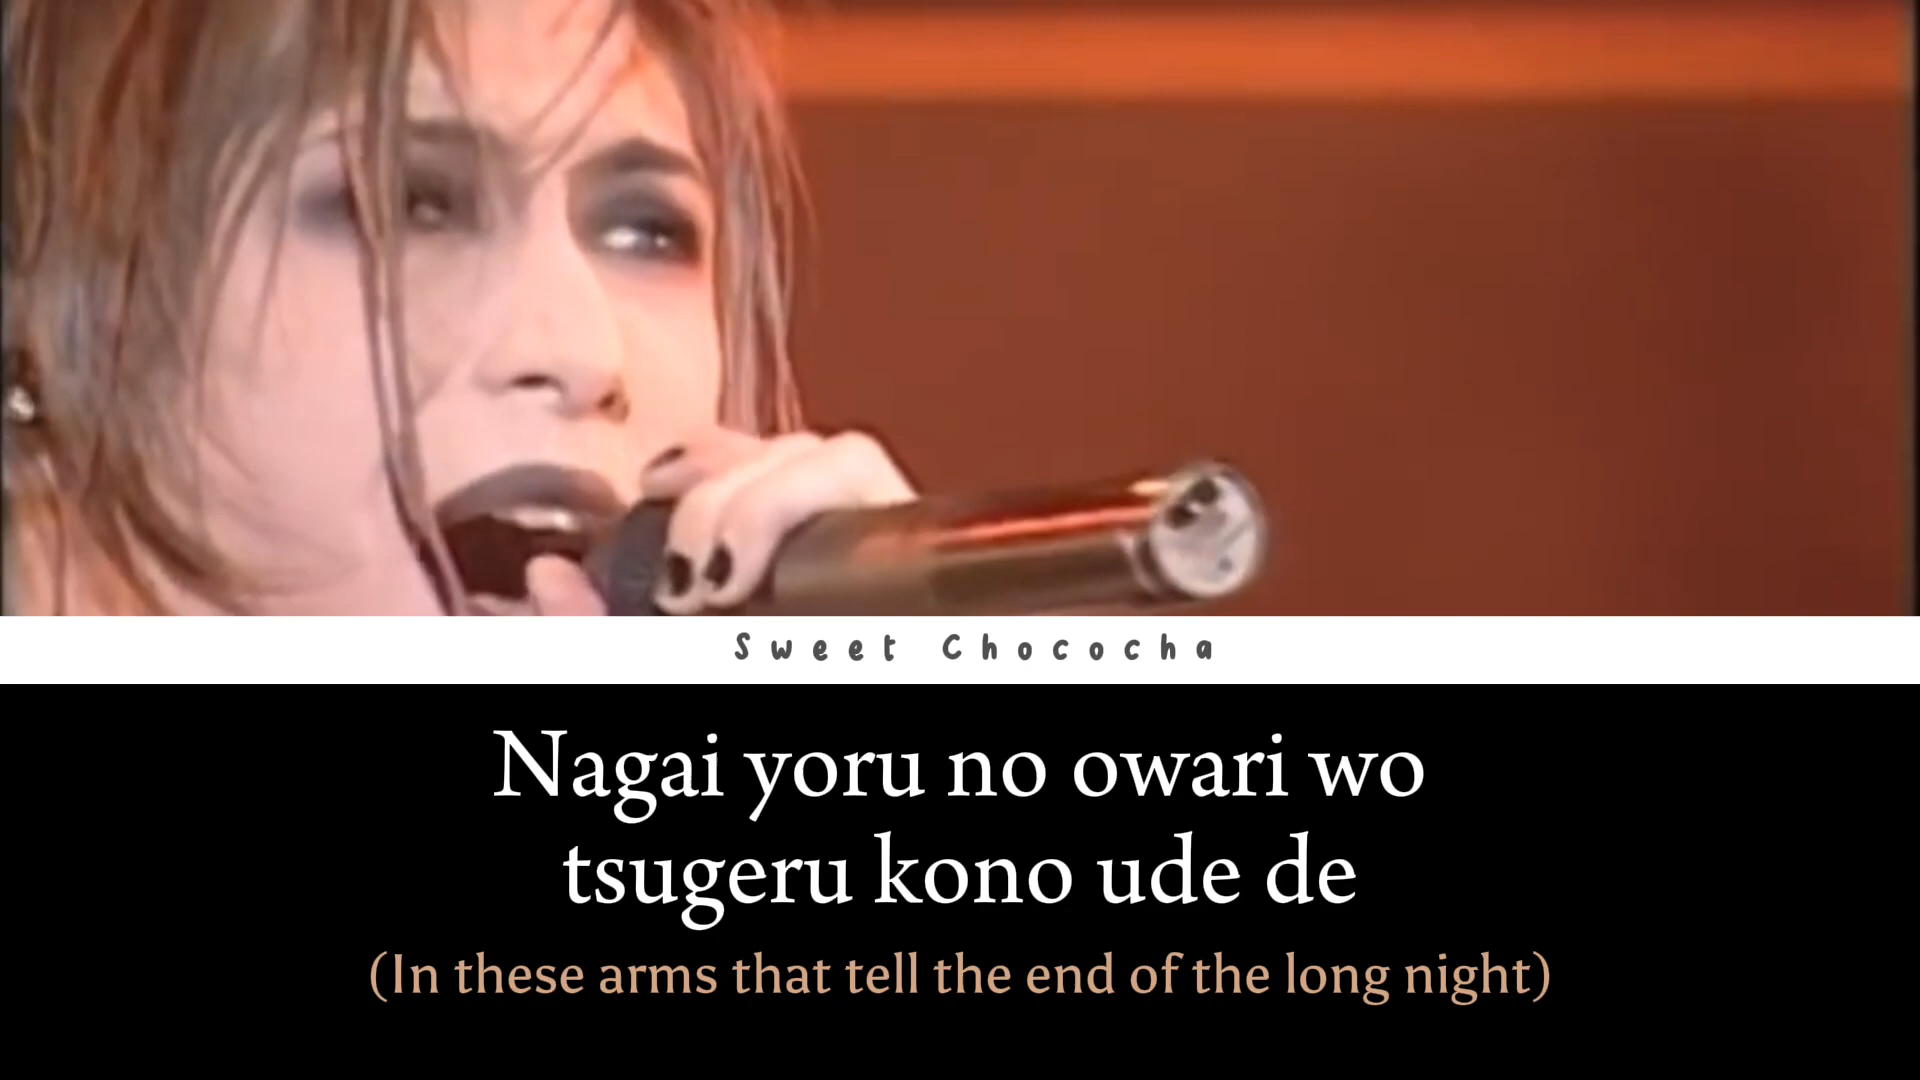 Sweet Chococha
Nagai yoru no owari wo
tsugeru kono ude de
(In these arms that tell the end of the long night)